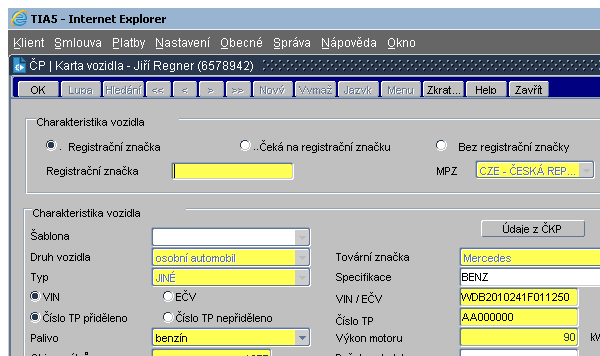 TIA5 - Internet Explorer
Klient Smlouva Platby Nastavení Obecné Správa Nápověda Okno
ČP | Karta vozidla - Jiří Regner (6578942)
OK Lupa Hledání << < > >> Nový Vymaž Jazyk Menu Zkrat... Help Zavřít
Charakteristika vozidla
. Registrační značka ..Čeká na registrační značku Bez registrační značky
Registrační značka MPZ CZE - ČESKÁ REP...
Charakteristika vozidla
Údaje z ČKP
Šablona
Druh vozidla osobní automobil Tovární značka Mercedes
Typ JINÉ Specifikace BENZ
VIN EČV VIN / EČV WDB2010241F011250
Číslo TP přiděleno Číslo TP nepřiděleno Číslo TP AA000000
Palivo benzín Výkon motoru 90